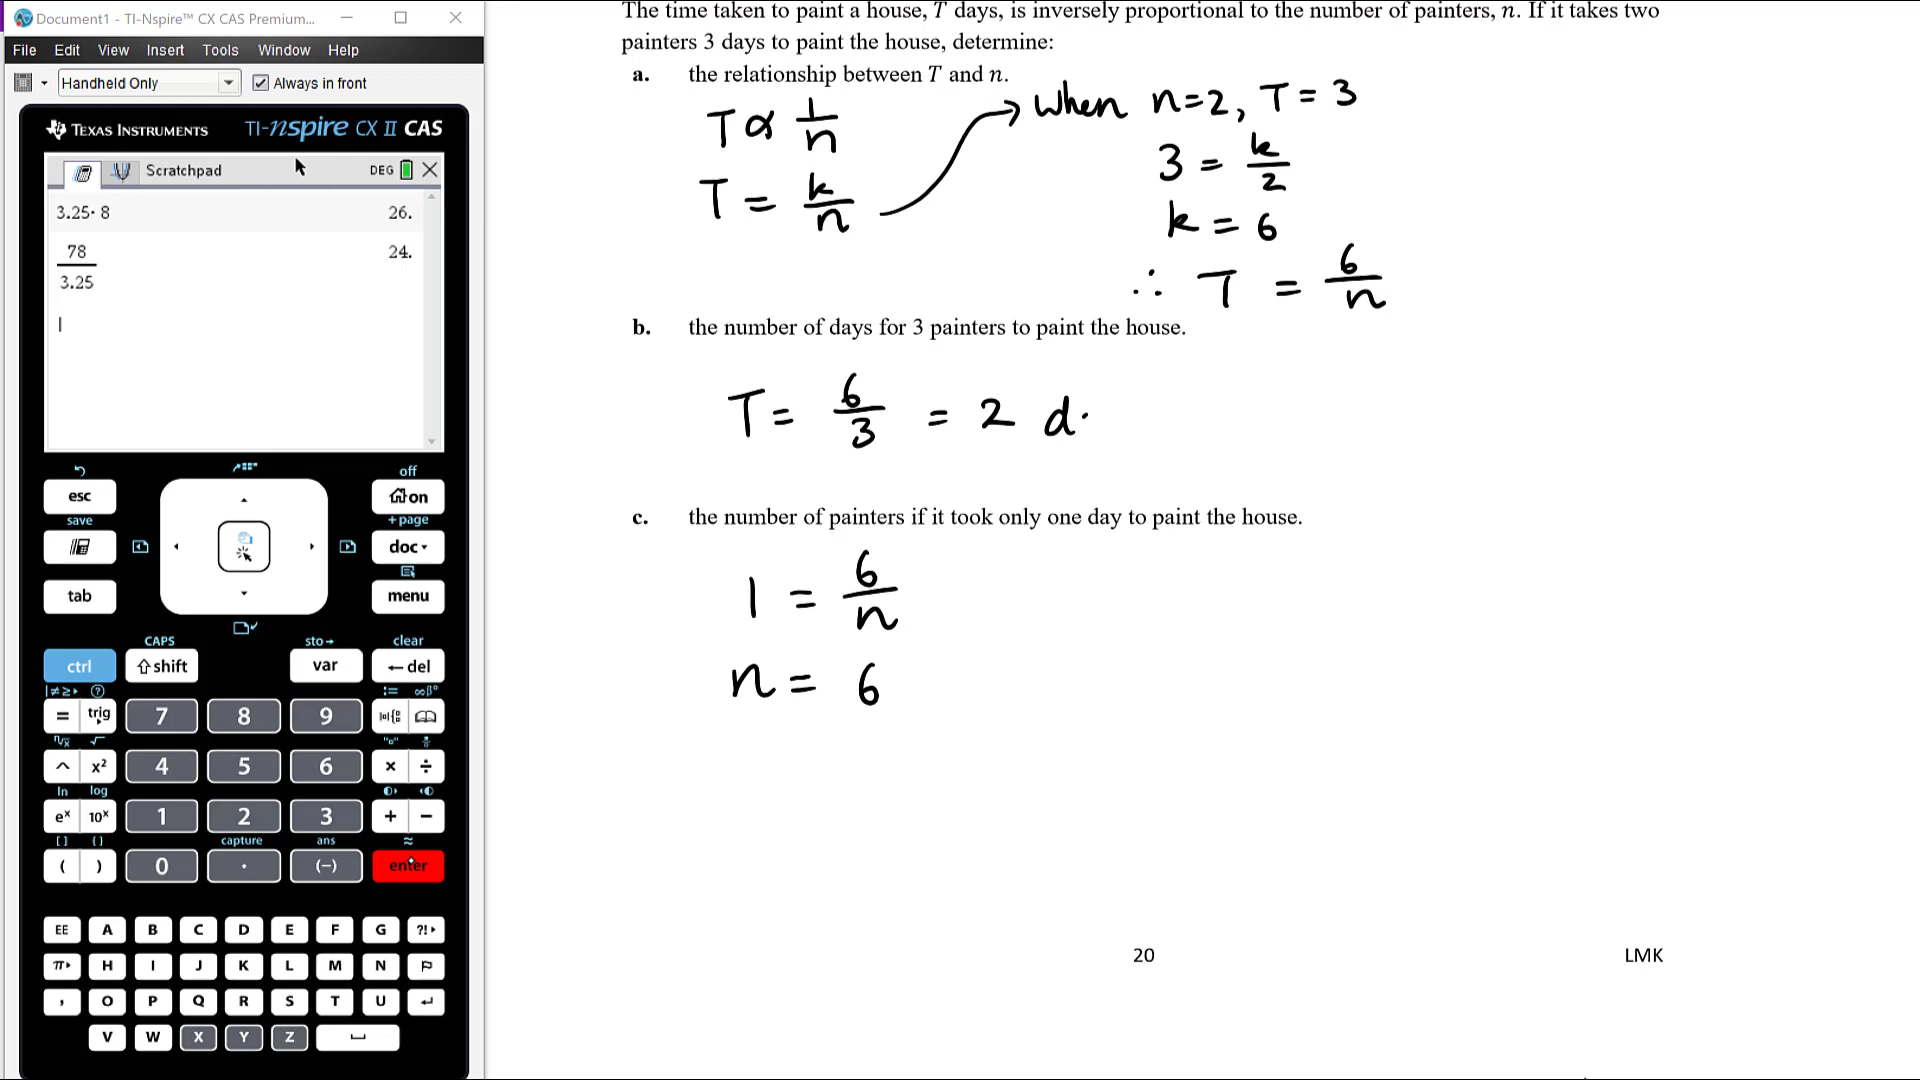 Document1 - TI-Nspire™ CX CAS Premium...
File Edit View Insert Tools Window Help
Handheld Only Always in front
TEXAS INSTRUMENTS TI-nspire CX II CAS
Scratchpad DEG
3.25·8 26.
78/3.25 24.
off
esc on
save +page
doc
tab menu
CAPS sto→ clear
ctrl ⇧shift var ←del
|≠≥▸ ? := ∞β°
= trig 7 8 9
ⁿ√x √
^ x² 4 5 6 × ÷
ln log
eˣ 10ˣ 1 2 3 + −
[ ] { } capture ans ≈
( ) 0 . (−) enter
EE A B C D E F G ?!▸
π▸ H I J K L M N
, O P Q R S T U ↵
V W X Y Z
The time taken to paint a house, T days, is inversely proportional to the number of painters, n. If it takes two
painters 3 days to paint the house, determine:
a. the relationship between T and n.
T ∝ 1/n
T = k/n
When n=2, T = 3
3 = k/2
k = 6
∴ T = 6/n
b. the number of days for 3 painters to paint the house.
T = 6/3 = 2 d.
c. the number of painters if it took only one day to paint the house.
1 = 6/n
n = 6
20 LMK